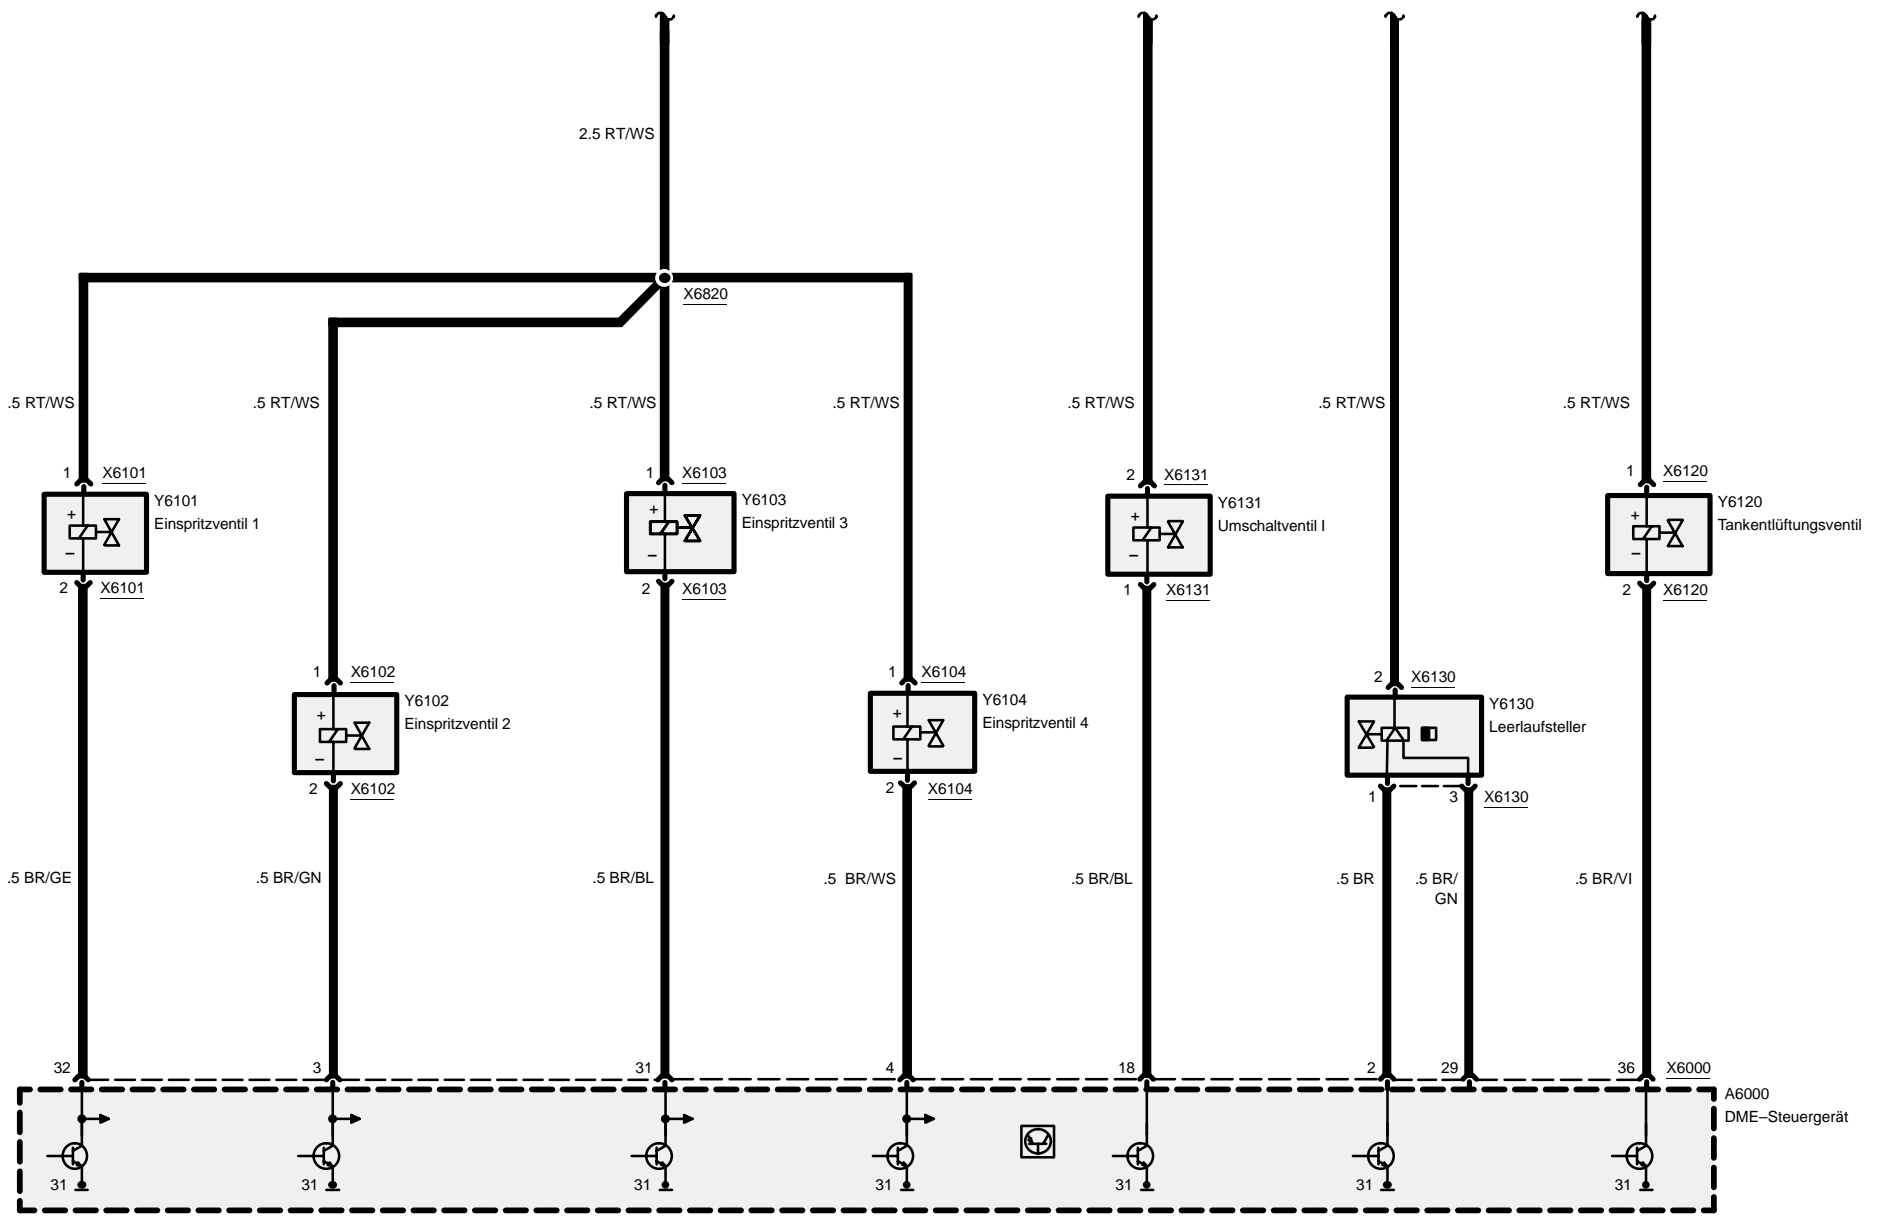 2.5 RT/WS
X6820
.5 RT/WS
.5 RT/WS
.5 RT/WS
.5 RT/WS
.5 RT/WS
.5 RT/WS
.5 RT/WS
1 X6101
Y6101
+
Einspritzventil 1
–
2 X6101
1 X6103
Y6103
+
Einspritzventil 3
–
2 X6103
2 X6131
Y6131
+
Umschaltventil I
–
1 X6131
1 X6120
Y6120
+
Tankentlüftungsventil
–
2 X6120
1 X6102
Y6102
+
Einspritzventil 2
–
2 X6102
1 X6104
Y6104
+
Einspritzventil 4
–
2 X6104
2 X6130
Y6130
Leerlaufsteller
1 3 X6130
.5 BR/GE
.5 BR/GN
.5 BR/BL
.5 BR/WS
.5 BR/BL
.5 BR
.5 BR/
GN
.5 BR/VI
32 3 31 4 18 2 29 36 X6000
A6000
DME–Steuergerät
31 31 31 31 31 31 31